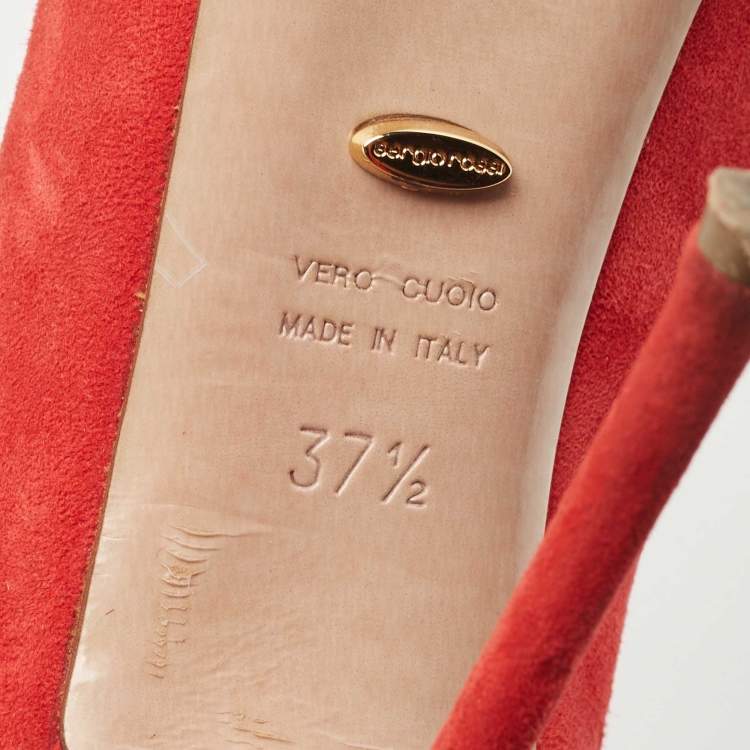 sergio rossi
VERO CUOIO
MADE IN ITALY
37½